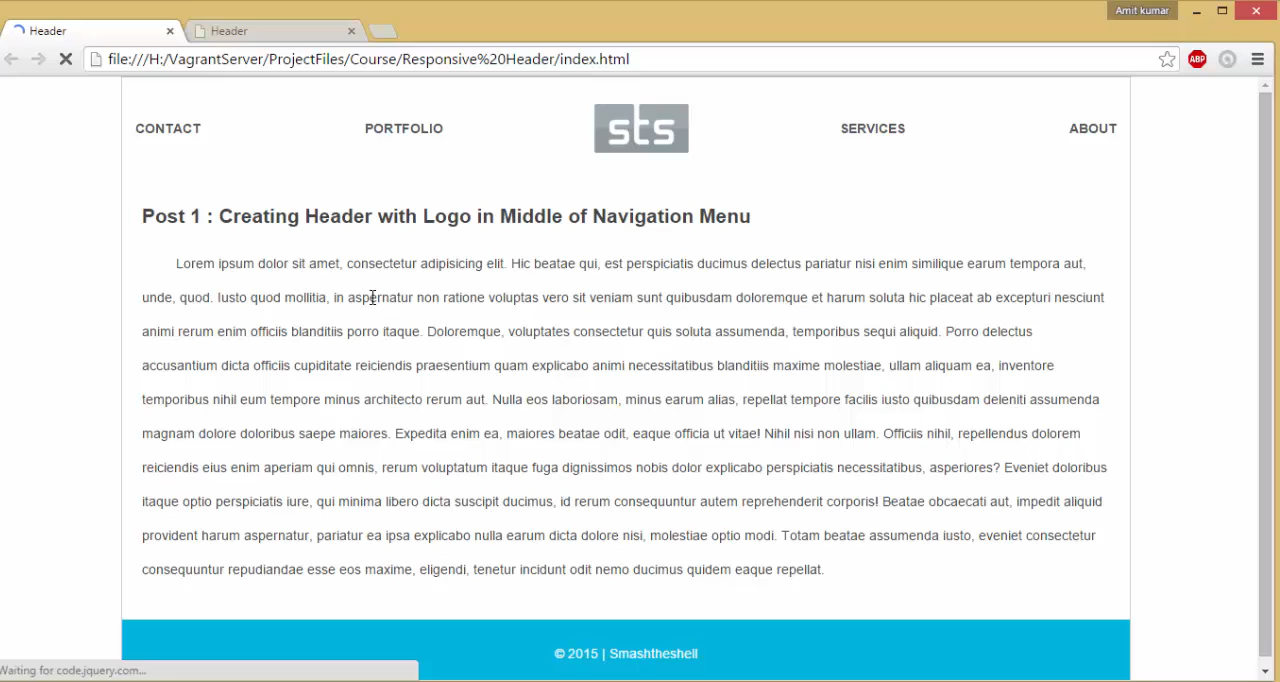 Amit kumar
Header
Header
file:///H:/VagrantServer/ProjectFiles/Course/Responsive%20Header/index.html
ABP
CONTACT PORTFOLIO sts SERVICES ABOUT
Post 1 : Creating Header with Logo in Middle of Navigation Menu
Lorem ipsum dolor sit amet, consectetur adipisicing elit. Hic beatae qui, est perspiciatis ducimus delectus pariatur nisi enim similique earum tempora aut,
unde, quod. Iusto quod mollitia, in aspernatur non ratione voluptas vero sit veniam sunt quibusdam doloremque et harum soluta hic placeat ab excepturi nesciunt
animi rerum enim officiis blanditiis porro itaque. Doloremque, voluptates consectetur quis soluta assumenda, temporibus sequi aliquid. Porro delectus
accusantium dicta officiis cupiditate reiciendis praesentium quam explicabo animi necessitatibus blanditiis maxime molestiae, ullam aliquam ea, inventore
temporibus nihil eum tempore minus architecto rerum aut. Nulla eos laboriosam, minus earum alias, repellat tempore facilis iusto quibusdam deleniti assumenda
magnam dolore doloribus saepe maiores. Expedita enim ea, maiores beatae odit, eaque officia ut vitae! Nihil nisi non ullam. Officiis nihil, repellendus dolorem
reiciendis eius enim aperiam qui omnis, rerum voluptatum itaque fuga dignissimos nobis dolor explicabo perspiciatis necessitatibus, asperiores? Eveniet doloribus
itaque optio perspiciatis iure, qui minima libero dicta suscipit ducimus, id rerum consequuntur autem reprehenderit corporis! Beatae obcaecati aut, impedit aliquid
provident harum aspernatur, pariatur ea ipsa explicabo nulla earum dicta dolore nisi, molestiae optio modi. Totam beatae assumenda iusto, eveniet consectetur
consequuntur repudiandae esse eos maxime, eligendi, tenetur incidunt odit nemo ducimus quidem eaque repellat.
© 2015 | Smashtheshell
Waiting for code.jquery.com...